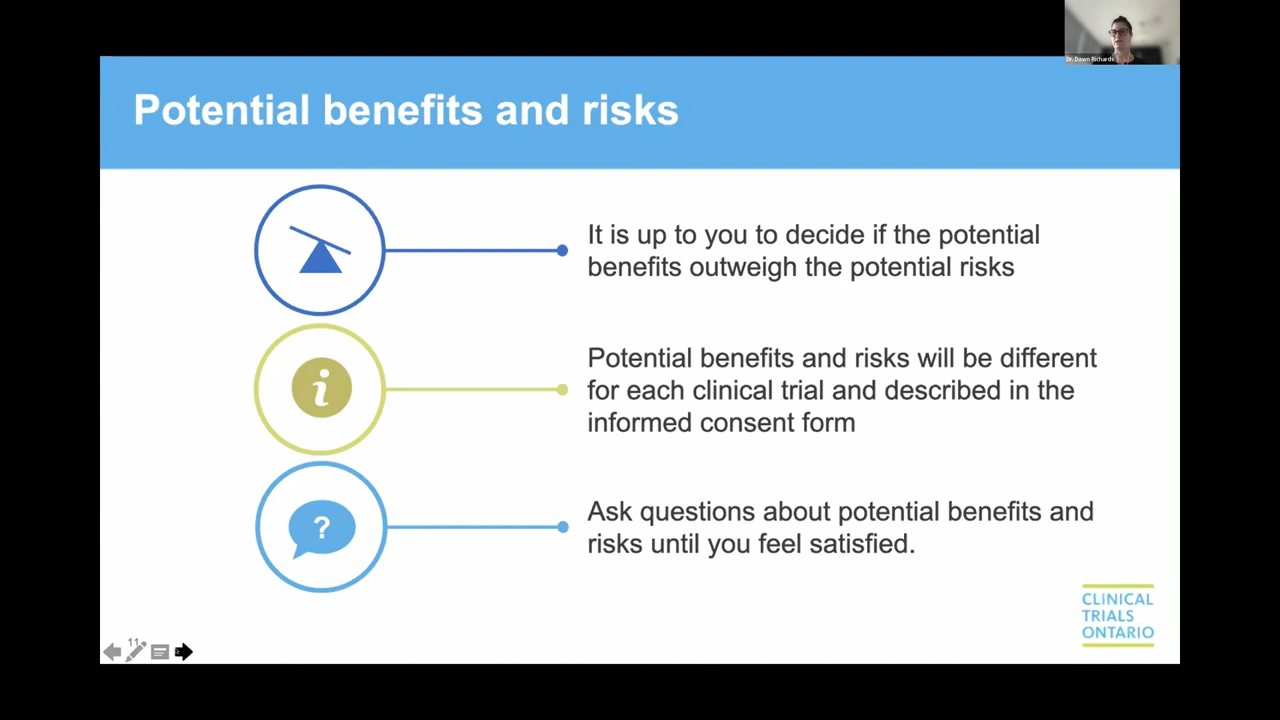 Dr. Dawn Richards
Potential benefits and risks
It is up to you to decide if the potential
benefits outweigh the potential risks
i
Potential benefits and risks will be different
for each clinical trial and described in the
informed consent form
?
Ask questions about potential benefits and
risks until you feel satisfied.
CLINICAL
TRIALS
ONTARIO
11